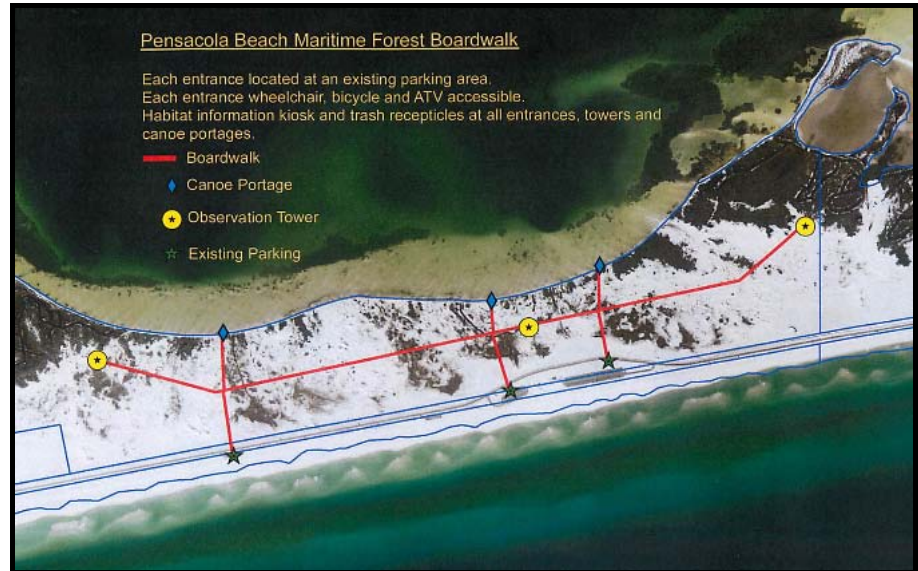 Pensacola Beach Maritime Forest Boardwalk
Each entrance located at an existing parking area.
Each entrance wheelchair, bicycle and ATV accessible.
Habitat information kiosk and trash recepticles at all entrances, towers and
canoe portages.
Boardwalk
Canoe Portage
Observation Tower
Existing Parking